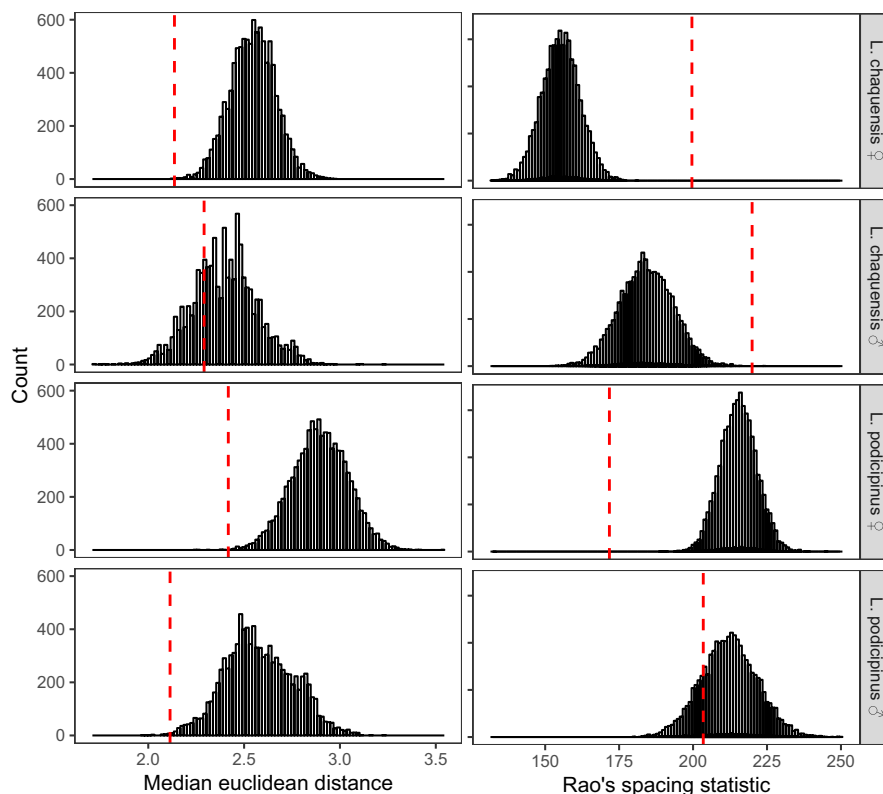 600
400
200
0
L. chaquensis ♀
600
400
200
0
L. chaquensis ♂
Count
600
400
200
0
L. podicipinus ♀
600
400
200
0
L. podicipinus ♂
2.0 2.5 3.0 3.5
150 175 200 225 250
Median euclidean distance
Rao's spacing statistic